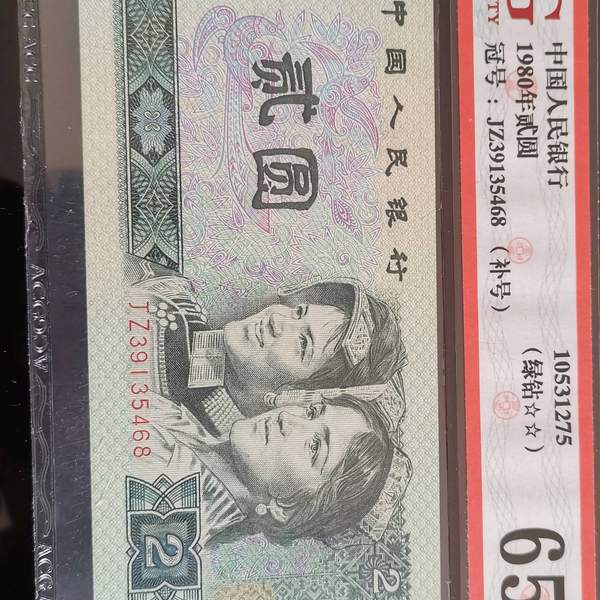 中国人民银行
贰圆
JZ39135468
2
2
中国人民银行
1980年贰圆
冠号：JZ39135468（补号）
10531275
（绿钻☆☆）
65